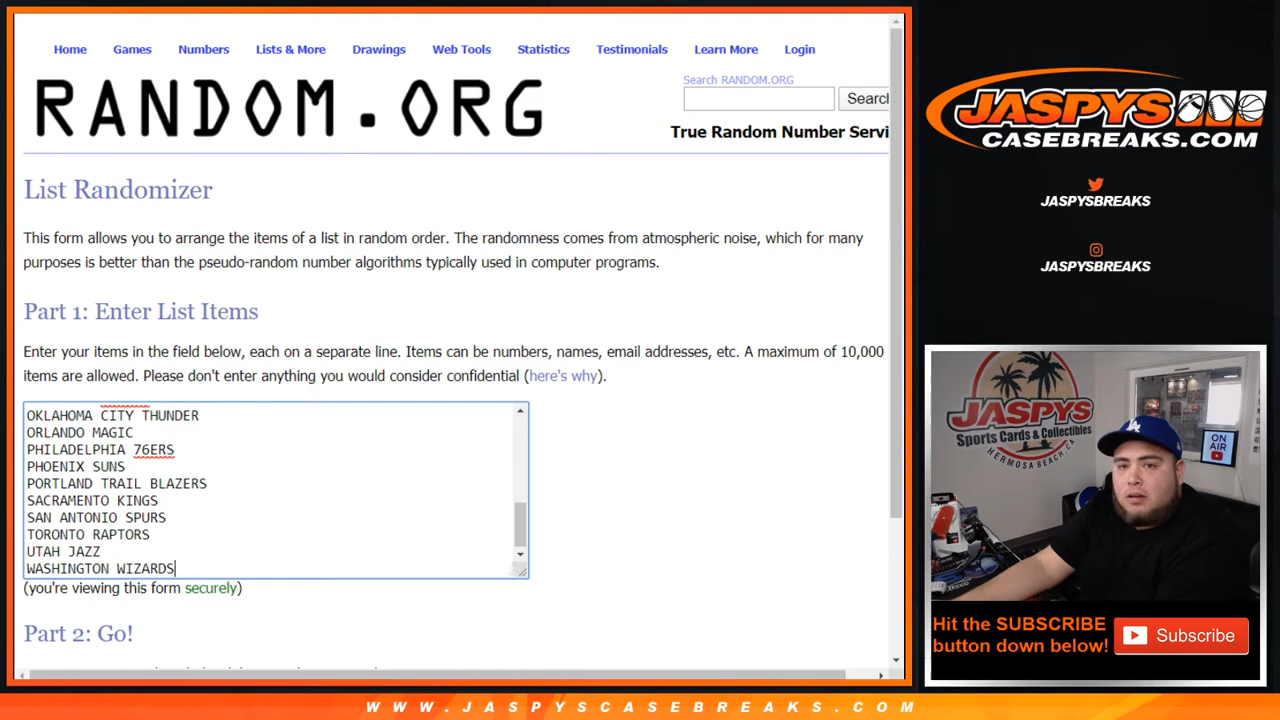 Home Games Numbers Lists & More Drawings Web Tools Statistics Testimonials Learn More Login
Search RANDOM.ORG
RANDOM.ORG
Search
True Random Number Servi
List Randomizer
This form allows you to arrange the items of a list in random order. The randomness comes from atmospheric noise, which for many
purposes is better than the pseudo-random number algorithms typically used in computer programs.
Part 1: Enter List Items
Enter your items in the field below, each on a separate line. Items can be numbers, names, email addresses, etc. A maximum of 10,000
items are allowed. Please don't enter anything you would consider confidential (here's why).
OKLAHOMA CITY THUNDER
ORLANDO MAGIC
PHILADELPHIA 76ERS
PHOENIX SUNS
PORTLAND TRAIL BLAZERS
SACRAMENTO KINGS
SAN ANTONIO SPURS
TORONTO RAPTORS
UTAH JAZZ
WASHINGTON WIZARDS
(you're viewing this form securely)
Part 2: Go!
JASPYS
CASEBREAKS.COM
JASPYSBREAKS
JASPYSBREAKS
JASPYS
Sports Cards & Collectibles
HERMOSA BEACH CA
LA
ON
AIR
Hit the SUBSCRIBE
button down below!
Subscribe
WWW.JASPYSCASEBREAKS.COM